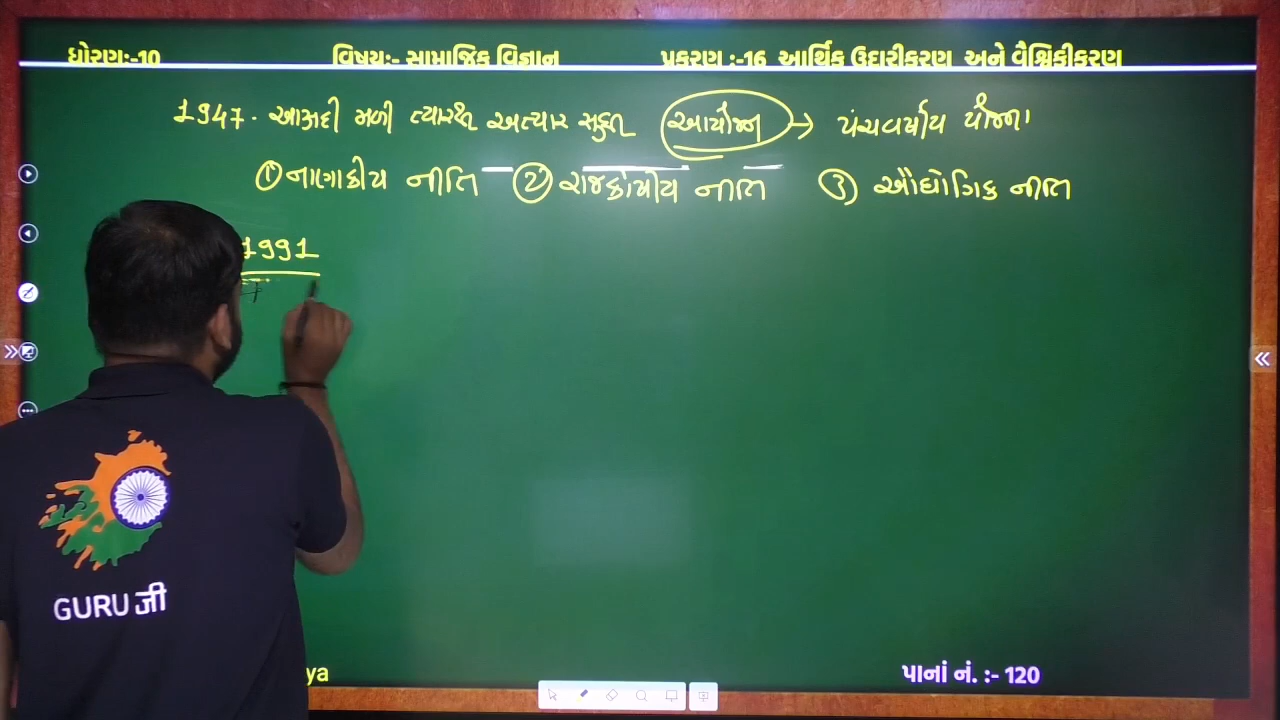 ધોરણ:-10 વિષય:- સામાજિક વિજ્ઞાન પ્રકરણ :-16 આર્થિક ઉદારીકરણ અને વૈશ્વિકીકરણ
1947. આઝાદી મળી ત્યારથી અત્યાર સુધી આયોજન → પંચવર્ષીય યોજના
① નાણાકીય નીતિ ② રાજકોષીય નીતિ ③ ઔદ્યોગિક નીતિ
1991
GURU जी
ya પાનાં નં. :- 120